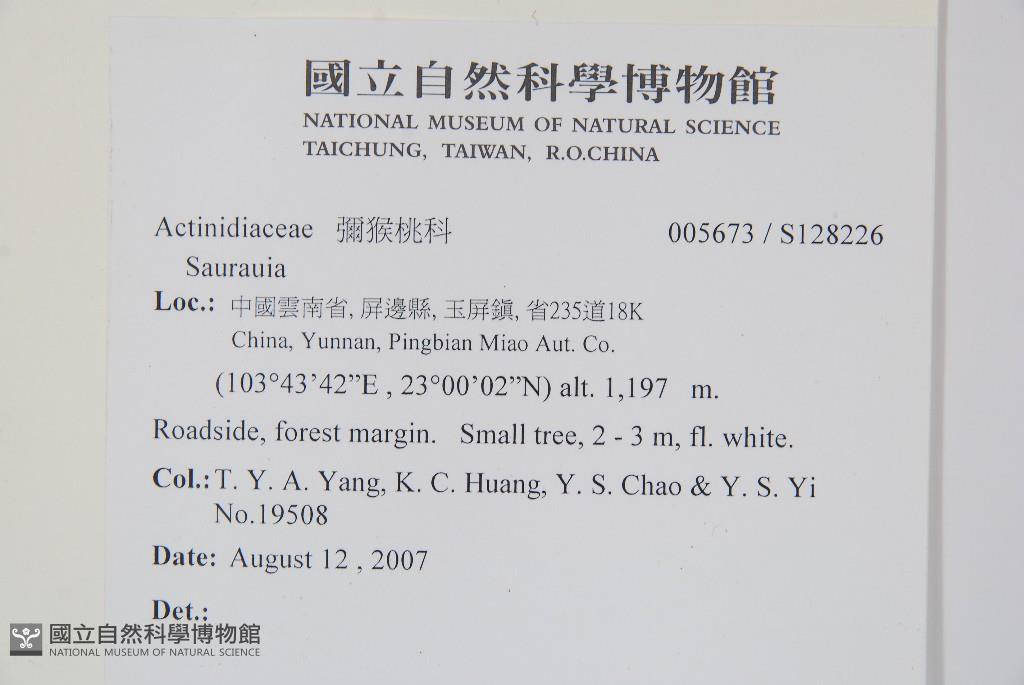 國立自然科學博物館
NATIONAL MUSEUM OF NATURAL SCIENCE
TAICHUNG, TAIWAN, R.O.CHINA
Actinidiaceae 彌猴桃科 005673 / S128226
Saurauia
Loc.: 中國雲南省, 屏邊縣, 玉屏鎮, 省235道18K
China, Yunnan, Pingbian Miao Aut. Co.
(103°43’42”E , 23°00’02”N) alt. 1,197 m.
Roadside, forest margin. Small tree, 2 - 3 m, fl. white.
Col.: T. Y. A. Yang, K. C. Huang, Y. S. Chao & Y. S. Yi
No.19508
Date: August 12 , 2007
Det.:
國立自然科學博物館
NATIONAL MUSEUM OF NATURAL SCIENCE